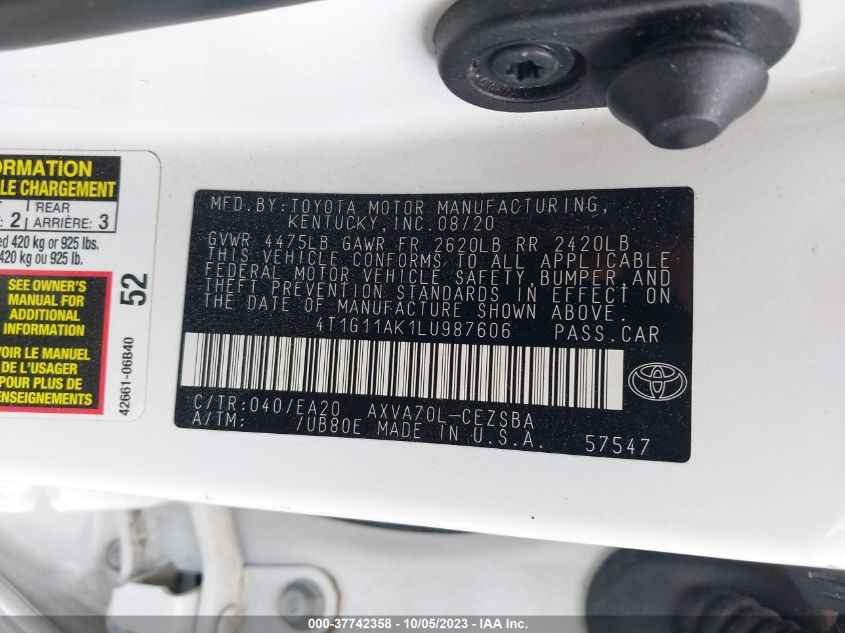 ORMATION
LE CHARGEMENT
2 REAR
ARRIÈRE: 3
ed 420 kg or 925 lbs.
420 kg ou 925 lb.
SEE OWNER'S
MANUAL FOR
ADDITIONAL
INFORMATION
VOIR LE MANUEL
DE L'USAGER
POUR PLUS DE
RENSEIGNEMENTS
52
42661-06B40
MFD.BY:TOYOTA MOTOR MANUFACTURING,
KENTUCKY,INC.08/20
GVWR 4475LB GAWR FR 2620LB RR 2420LB
THIS VEHICLE CONFORMS TO ALL APPLICABLE
FEDERAL MOTOR VEHICLE SAFETY,BUMPER,AND
THEFT PREVENTION STANDARDS IN EFFECT ON
THE DATE OF MANUFACTURE SHOWN ABOVE.
4T1G11AK1LU987606 PASS.CAR
C/TR:040/EA20 AXVA70L-CEZSBA
A/TM: /UB80E MADE IN U.S.A. 57547
000 - 37742358 - 10/05/2023 - IAA Inc.